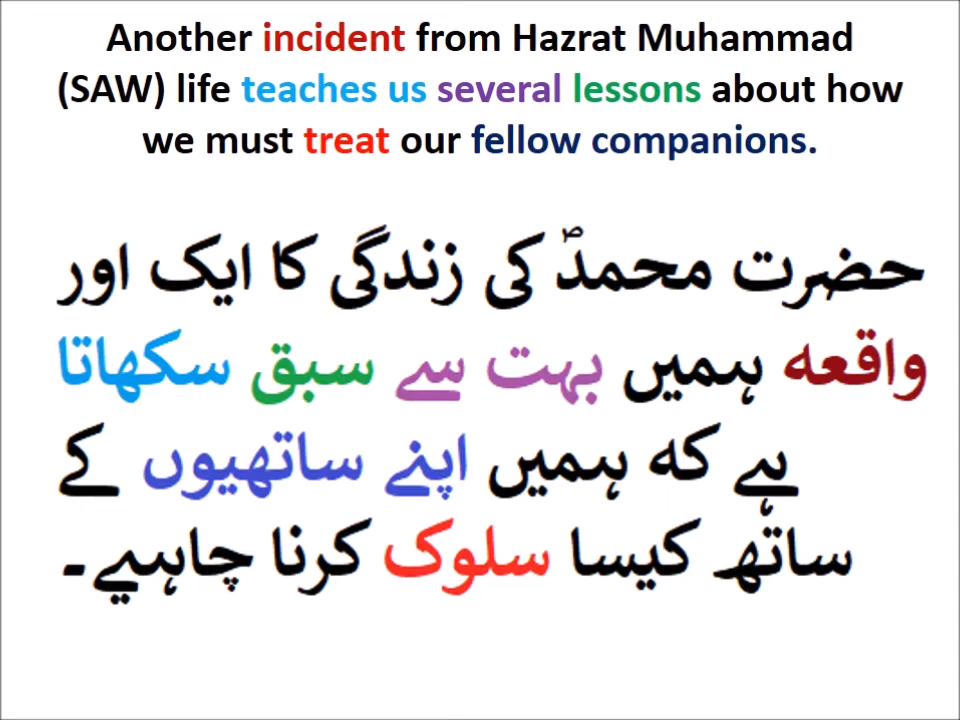 Another incident from Hazrat Muhammad
(SAW) life teaches us several lessons about how
we must treat our fellow companions.
حضرت محمدؐ کی زندگی کا ایک اور
واقعہ ہمیں بہت سے سبق سکھاتا
ہے کہ ہمیں اپنے ساتھیوں کے
ساتھ کیسا سلوک کرنا چاہیے۔